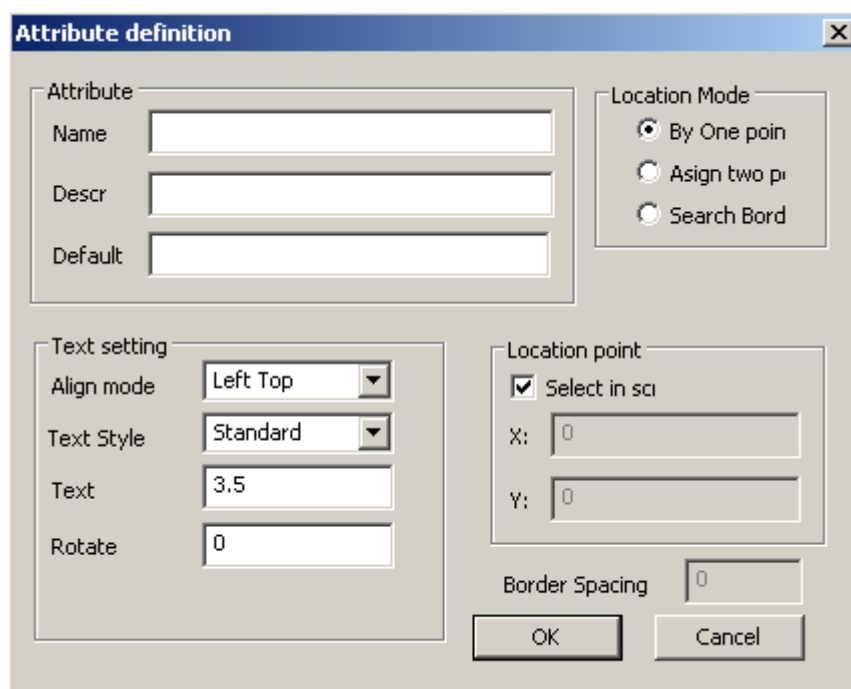 Attribute definition
Attribute
Name
Descr
Default
Location Mode
By One poin
Asign two
Search Bord
Text setting
Align mode
Left Top
Text Style
Standard
Text
3.5
Rotate
0
Location point
Select in
X:
0
Y:
0
Border Spacing
0
OK
Cancel